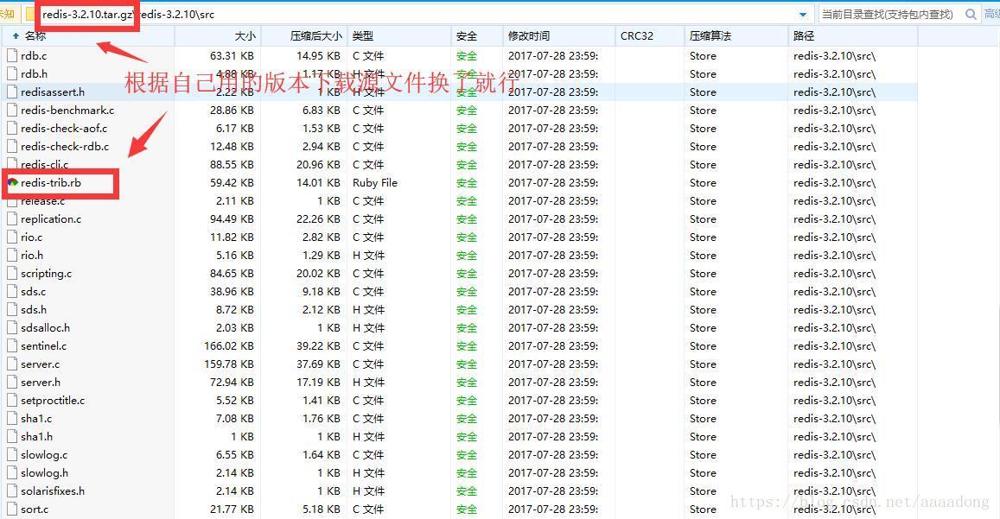 未知 redis-3.2.10.tar.gz\redis-3.2.10\src 当前目录查找(支持包内查找) 高级
名称 大小 压缩后大小 类型 安全 修改时间 CRC32 压缩算法 路径
rdb.c 63.31 KB 14.95 KB C 文件 安全 2017-07-28 23:59: Store redis-3.2.10\src\
rdb.h 4.88 KB 1.17 KB H 文件 安全 2017-07-28 23:59: Store redis-3.2.10\src\
根据自己用的版本下载源文件换了就行
redisassert.h 2.22 KB 1 KB H 文件 安全 2017-07-28 23:59: Store redis-3.2.10\src\
redis-benchmark.c 28.86 KB 6.83 KB C 文件 安全 2017-07-28 23:59: Store redis-3.2.10\src\
redis-check-aof.c 6.17 KB 1.53 KB C 文件 安全 2017-07-28 23:59: Store redis-3.2.10\src\
redis-check-rdb.c 12.48 KB 2.94 KB C 文件 安全 2017-07-28 23:59: Store redis-3.2.10\src\
redis-cli.c 88.55 KB 20.96 KB C 文件 安全 2017-07-28 23:59: Store redis-3.2.10\src\
redis-trib.rb 59.42 KB 14.01 KB Ruby File 安全 2017-07-28 23:59: Store redis-3.2.10\src\
release.c 2.11 KB 1 KB C 文件 安全 2017-07-28 23:59: Store redis-3.2.10\src\
replication.c 94.49 KB 22.26 KB C 文件 安全 2017-07-28 23:59: Store redis-3.2.10\src\
rio.c 11.82 KB 2.82 KB C 文件 安全 2017-07-28 23:59: Store redis-3.2.10\src\
rio.h 5.16 KB 1.29 KB H 文件 安全 2017-07-28 23:59: Store redis-3.2.10\src\
scripting.c 84.65 KB 20.02 KB C 文件 安全 2017-07-28 23:59: Store redis-3.2.10\src\
sds.c 38.96 KB 9.18 KB C 文件 安全 2017-07-28 23:59: Store redis-3.2.10\src\
sds.h 8.72 KB 2.12 KB H 文件 安全 2017-07-28 23:59: Store redis-3.2.10\src\
sdsalloc.h 2.03 KB 1 KB H 文件 安全 2017-07-28 23:59: Store redis-3.2.10\src\
sentinel.c 166.02 KB 39.22 KB C 文件 安全 2017-07-28 23:59: Store redis-3.2.10\src\
server.c 159.78 KB 37.69 KB C 文件 安全 2017-07-28 23:59: Store redis-3.2.10\src\
server.h 72.94 KB 17.19 KB H 文件 安全 2017-07-28 23:59: Store redis-3.2.10\src\
setproctitle.c 5.52 KB 1.41 KB C 文件 安全 2017-07-28 23:59: Store redis-3.2.10\src\
sha1.c 7.08 KB 1.76 KB C 文件 安全 2017-07-28 23:59: Store redis-3.2.10\src\
sha1.h 1 KB 1 KB H 文件 安全 2017-07-28 23:59: Store redis-3.2.10\src\
slowlog.c 6.55 KB 1.64 KB C 文件 安全 2017-07-28 23:59: Store redis-3.2.10\src\
slowlog.h 2.14 KB 1 KB H 文件 安全 2017-07-28 23:59: Store redis-3.2.10\src\
solarisfixes.h 2.14 KB 1 KB H 文件 安全 2017-07-28 23:59: Store redis-3.2.10\src\
sort.c 21.77 KB 5.18 KB C 文件 安全 2017-07-28 23:59: Store redis-3.2.10\src\
https://blog.csdn.net/aaaadong